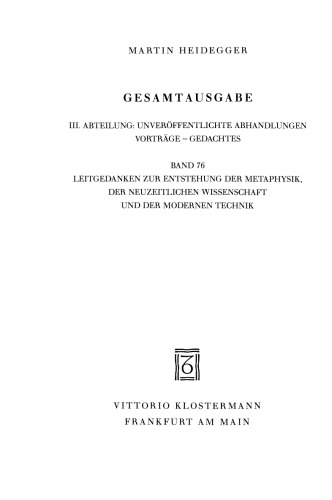 MARTIN HEIDEGGER
GESAMTAUSGABE
III. ABTEILUNG: UNVERÖFFENTLICHTE ABHANDLUNGEN
VORTRÄGE – GEDACHTES
BAND 76
LEITGEDANKEN ZUR ENTSTEHUNG DER METAPHYSIK,
DER NEUZEITLICHEN WISSENSCHAFT
UND DER MODERNEN TECHNIK
VITTORIO KLOSTERMANN
FRANKFURT AM MAIN